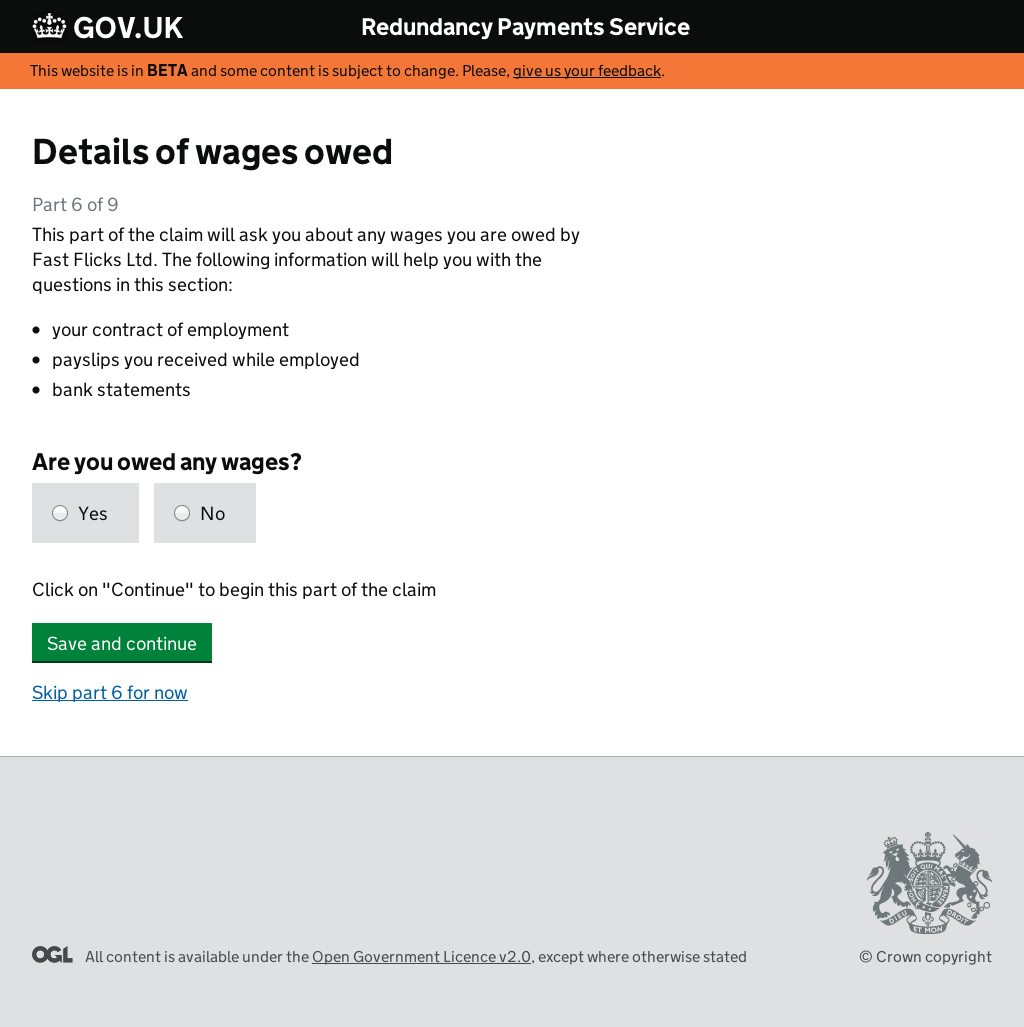 GOV.UK
Redundancy Payments Service
This website is in BETA and some content is subject to change. Please, give us your feedback.
Details of wages owed
Part 6 of 9
This part of the claim will ask you about any wages you are owed by
Fast Flicks Ltd. The following information will help you with the
questions in this section:
your contract of employment
payslips you received while employed
bank statements
Are you owed any wages?
Yes
No
Click on "Continue" to begin this part of the claim
Save and continue
Skip part 6 for now
DIEU ET MON DROIT
OGL
All content is available under the Open Government Licence v2.0, except where otherwise stated
© Crown copyright